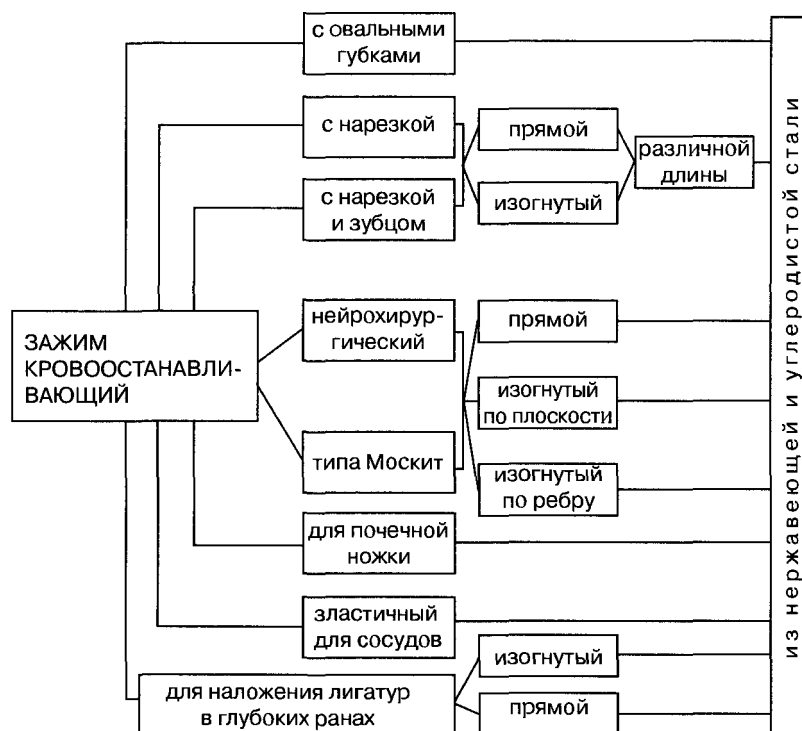 с овальными
губками
с нарезкой
прямой
различной
длины
с нарезкой
и зубцом
изогнутый
ЗАЖИМ
КРОВООСТАНАВЛИ-
ВАЮЩИЙ
нейрохирур-
гический
прямой
изогнутый
по плоскости
типа Москит
изогнутый
по ребру
для почечной
ножки
зластичный
для сосудов
изогнутый
для наложения лигатур
в глубоких ранах
прямой
из нержавеющей и углеродистой стали